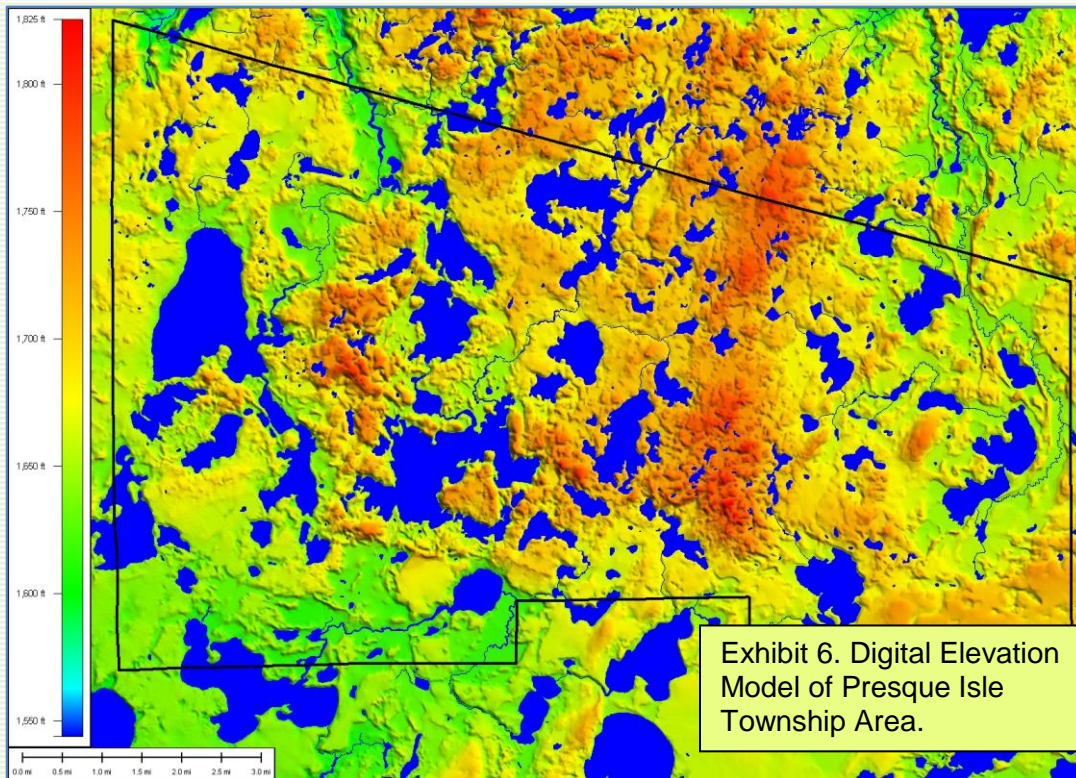 1,825 ft
1,800 ft
1,750 ft
1,700 ft
1,650 ft
1,600 ft
1,550 ft
0.0 mi 0.5 mi 1.0 mi 1.5 mi 2.0 mi 2.5 mi 3.0 mi
Exhibit 6. Digital Elevation
Model of Presque Isle
Township Area.